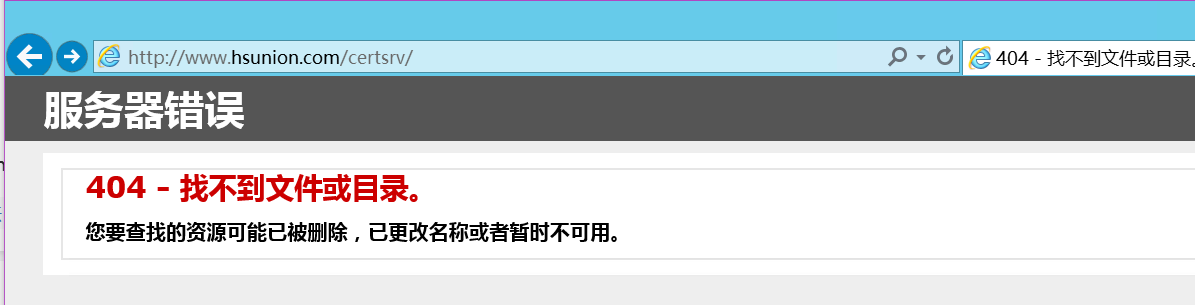 http://www.hsunion.com/certsrv/
404 - 找不到文件或目录。
服务器错误
404 - 找不到文件或目录。
您要查找的资源可能已被删除，已更改名称或者暂时不可用。